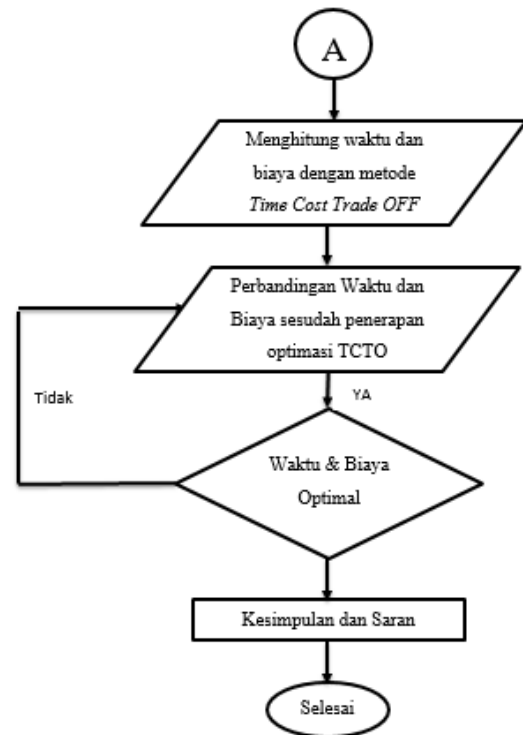 A
Menghitung waktu dan
biaya dengan metode
Time Cost Trade OFF
Perbandingan Waktu dan
Biaya sesudah penerapan
optimasi TCTO
Tidak
YA
Waktu & Biaya
Optimal
Kesimpulan dan Saran
Selesai